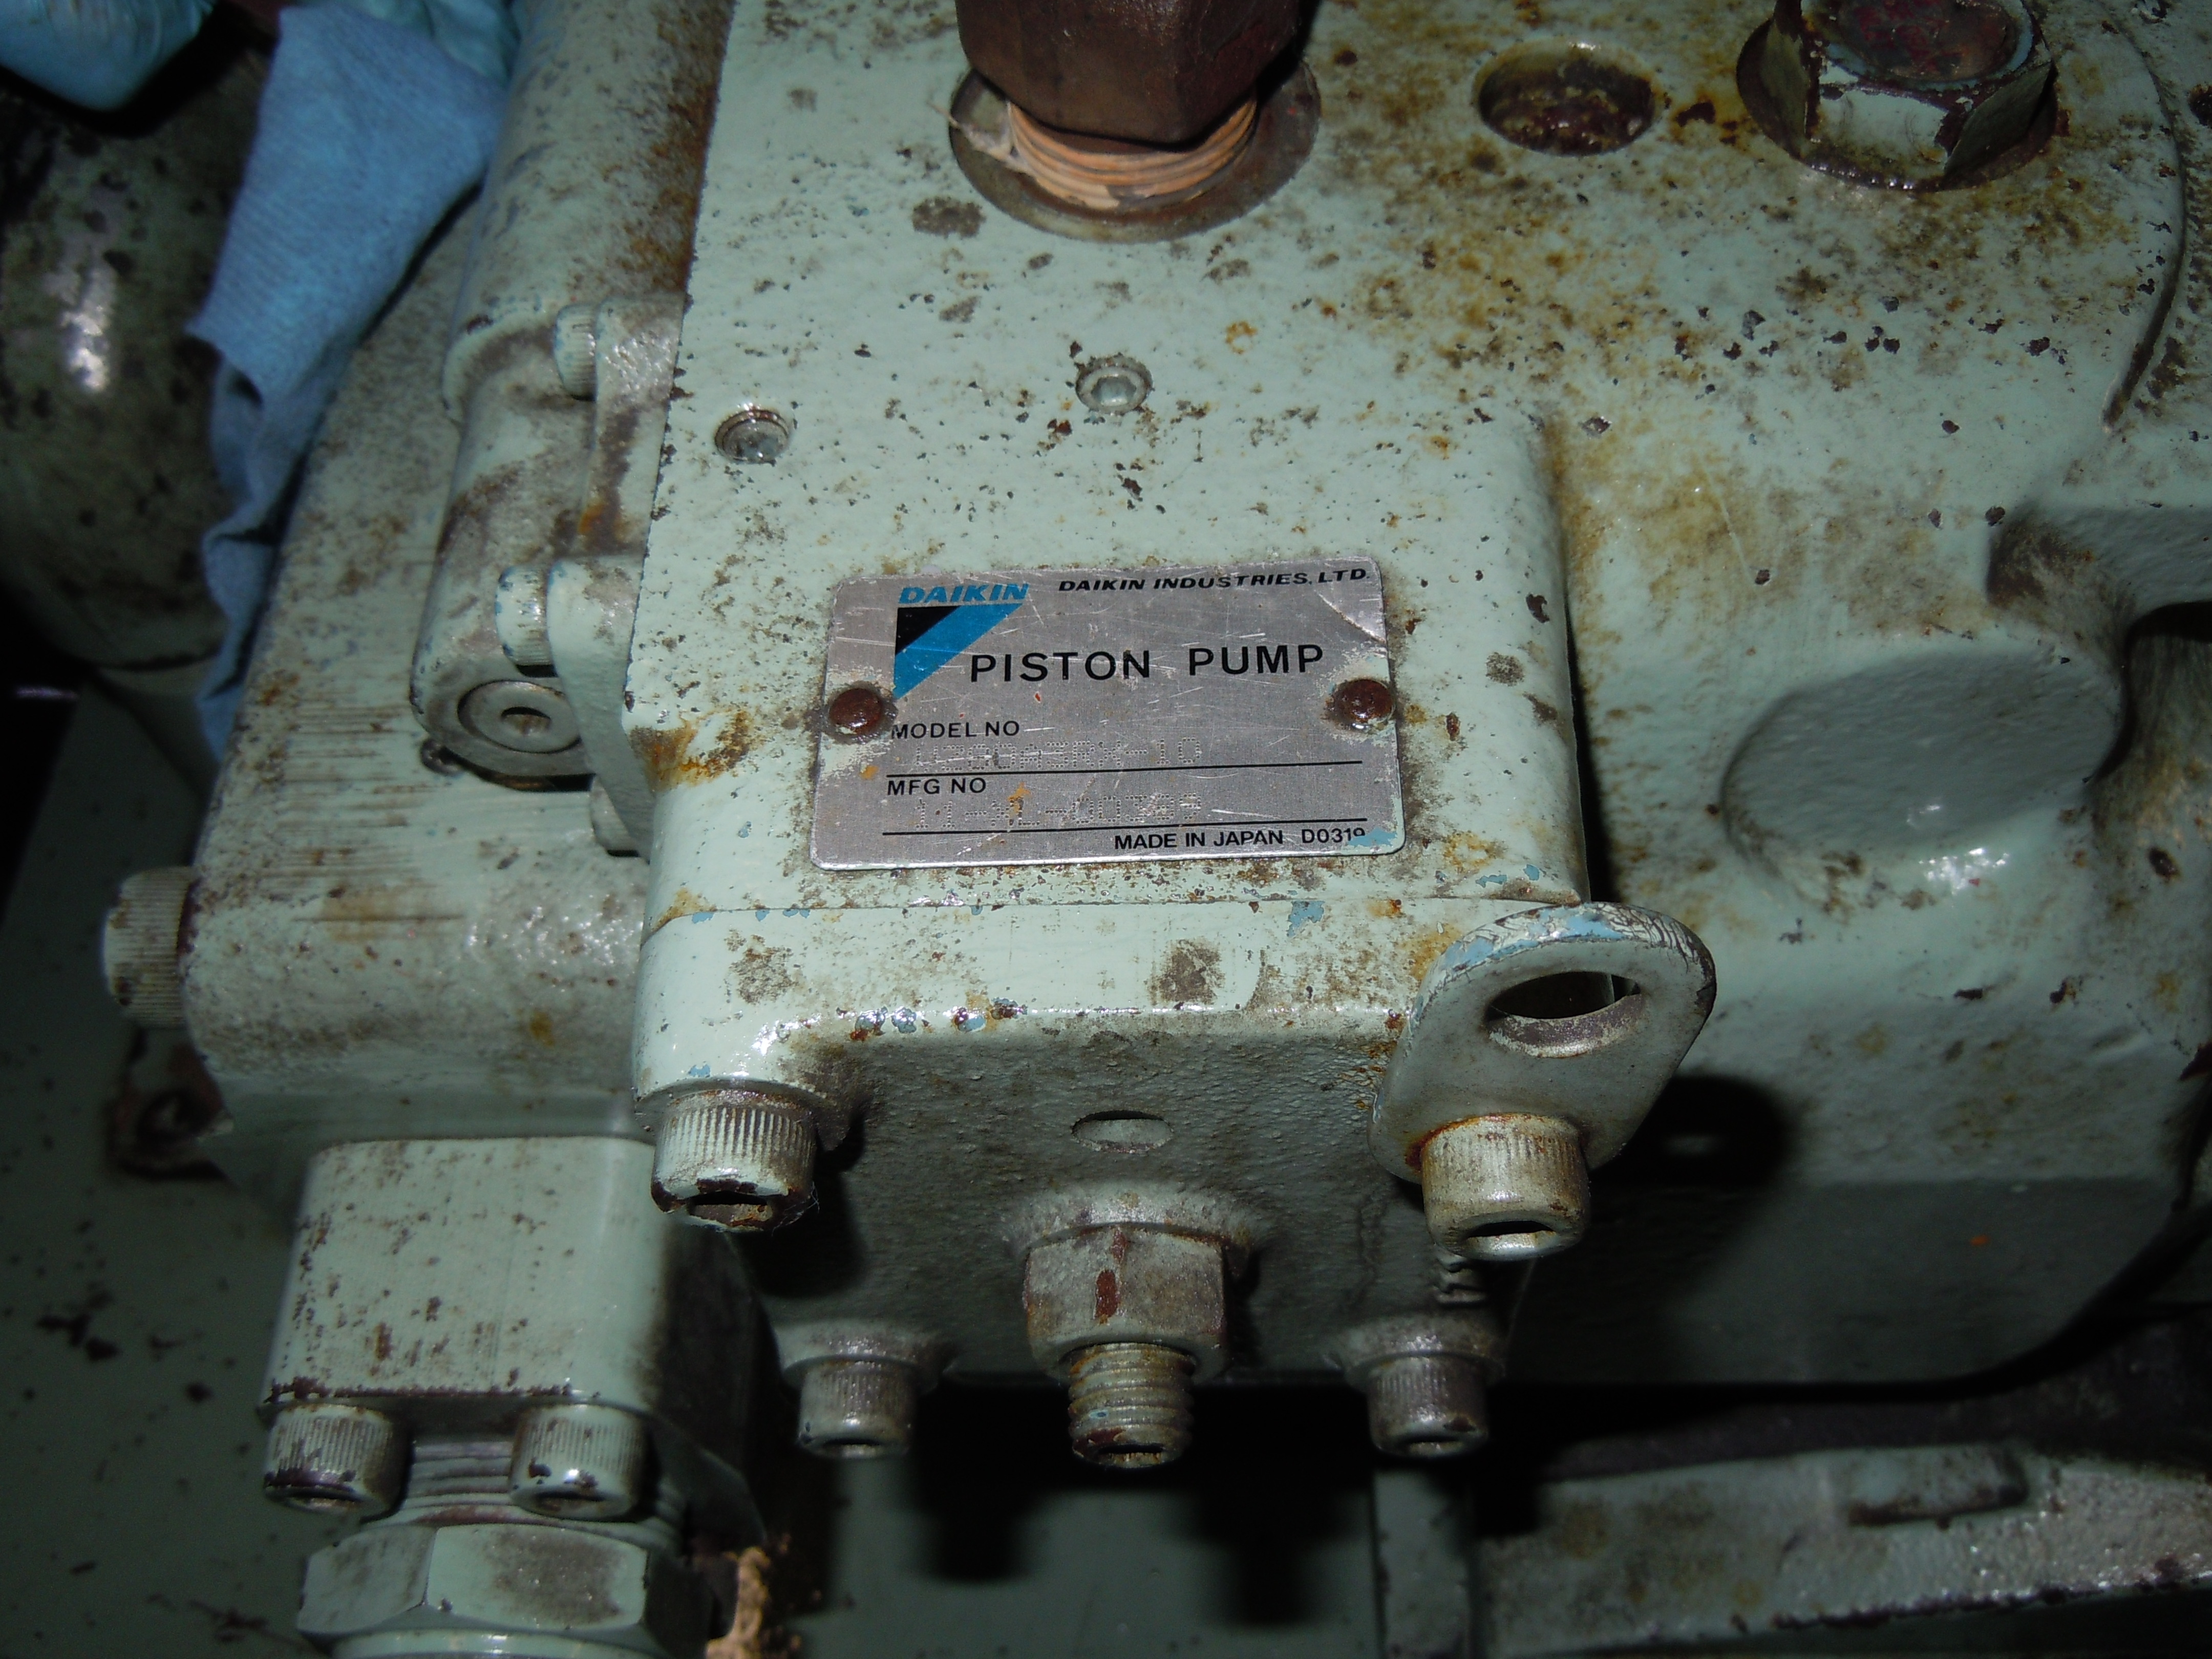 DAIKIN DAIKIN INDUSTRIES, LTD.
PISTON PUMP
MODEL NO
MFG NO
MADE IN JAPAN D0319